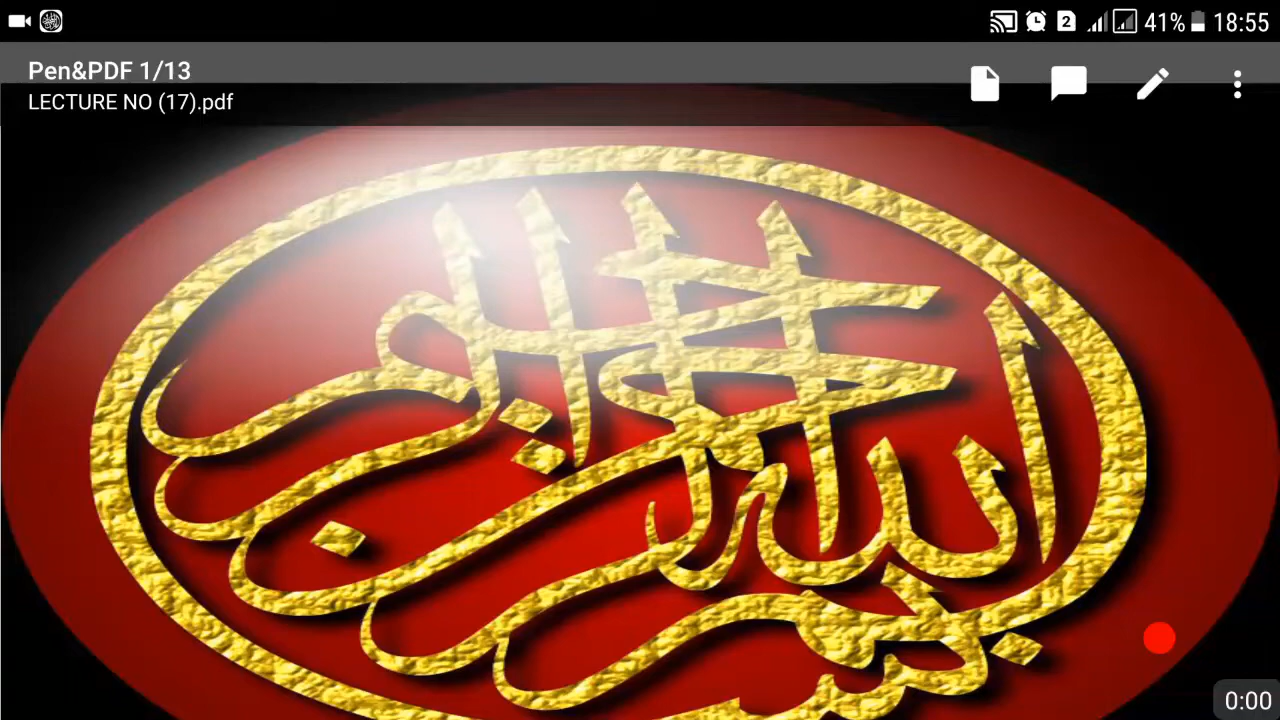 41% 18:55
Pen&PDF 1/13
LECTURE NO (17).pdf
بسم الله الرحمن الرحيم
0:00